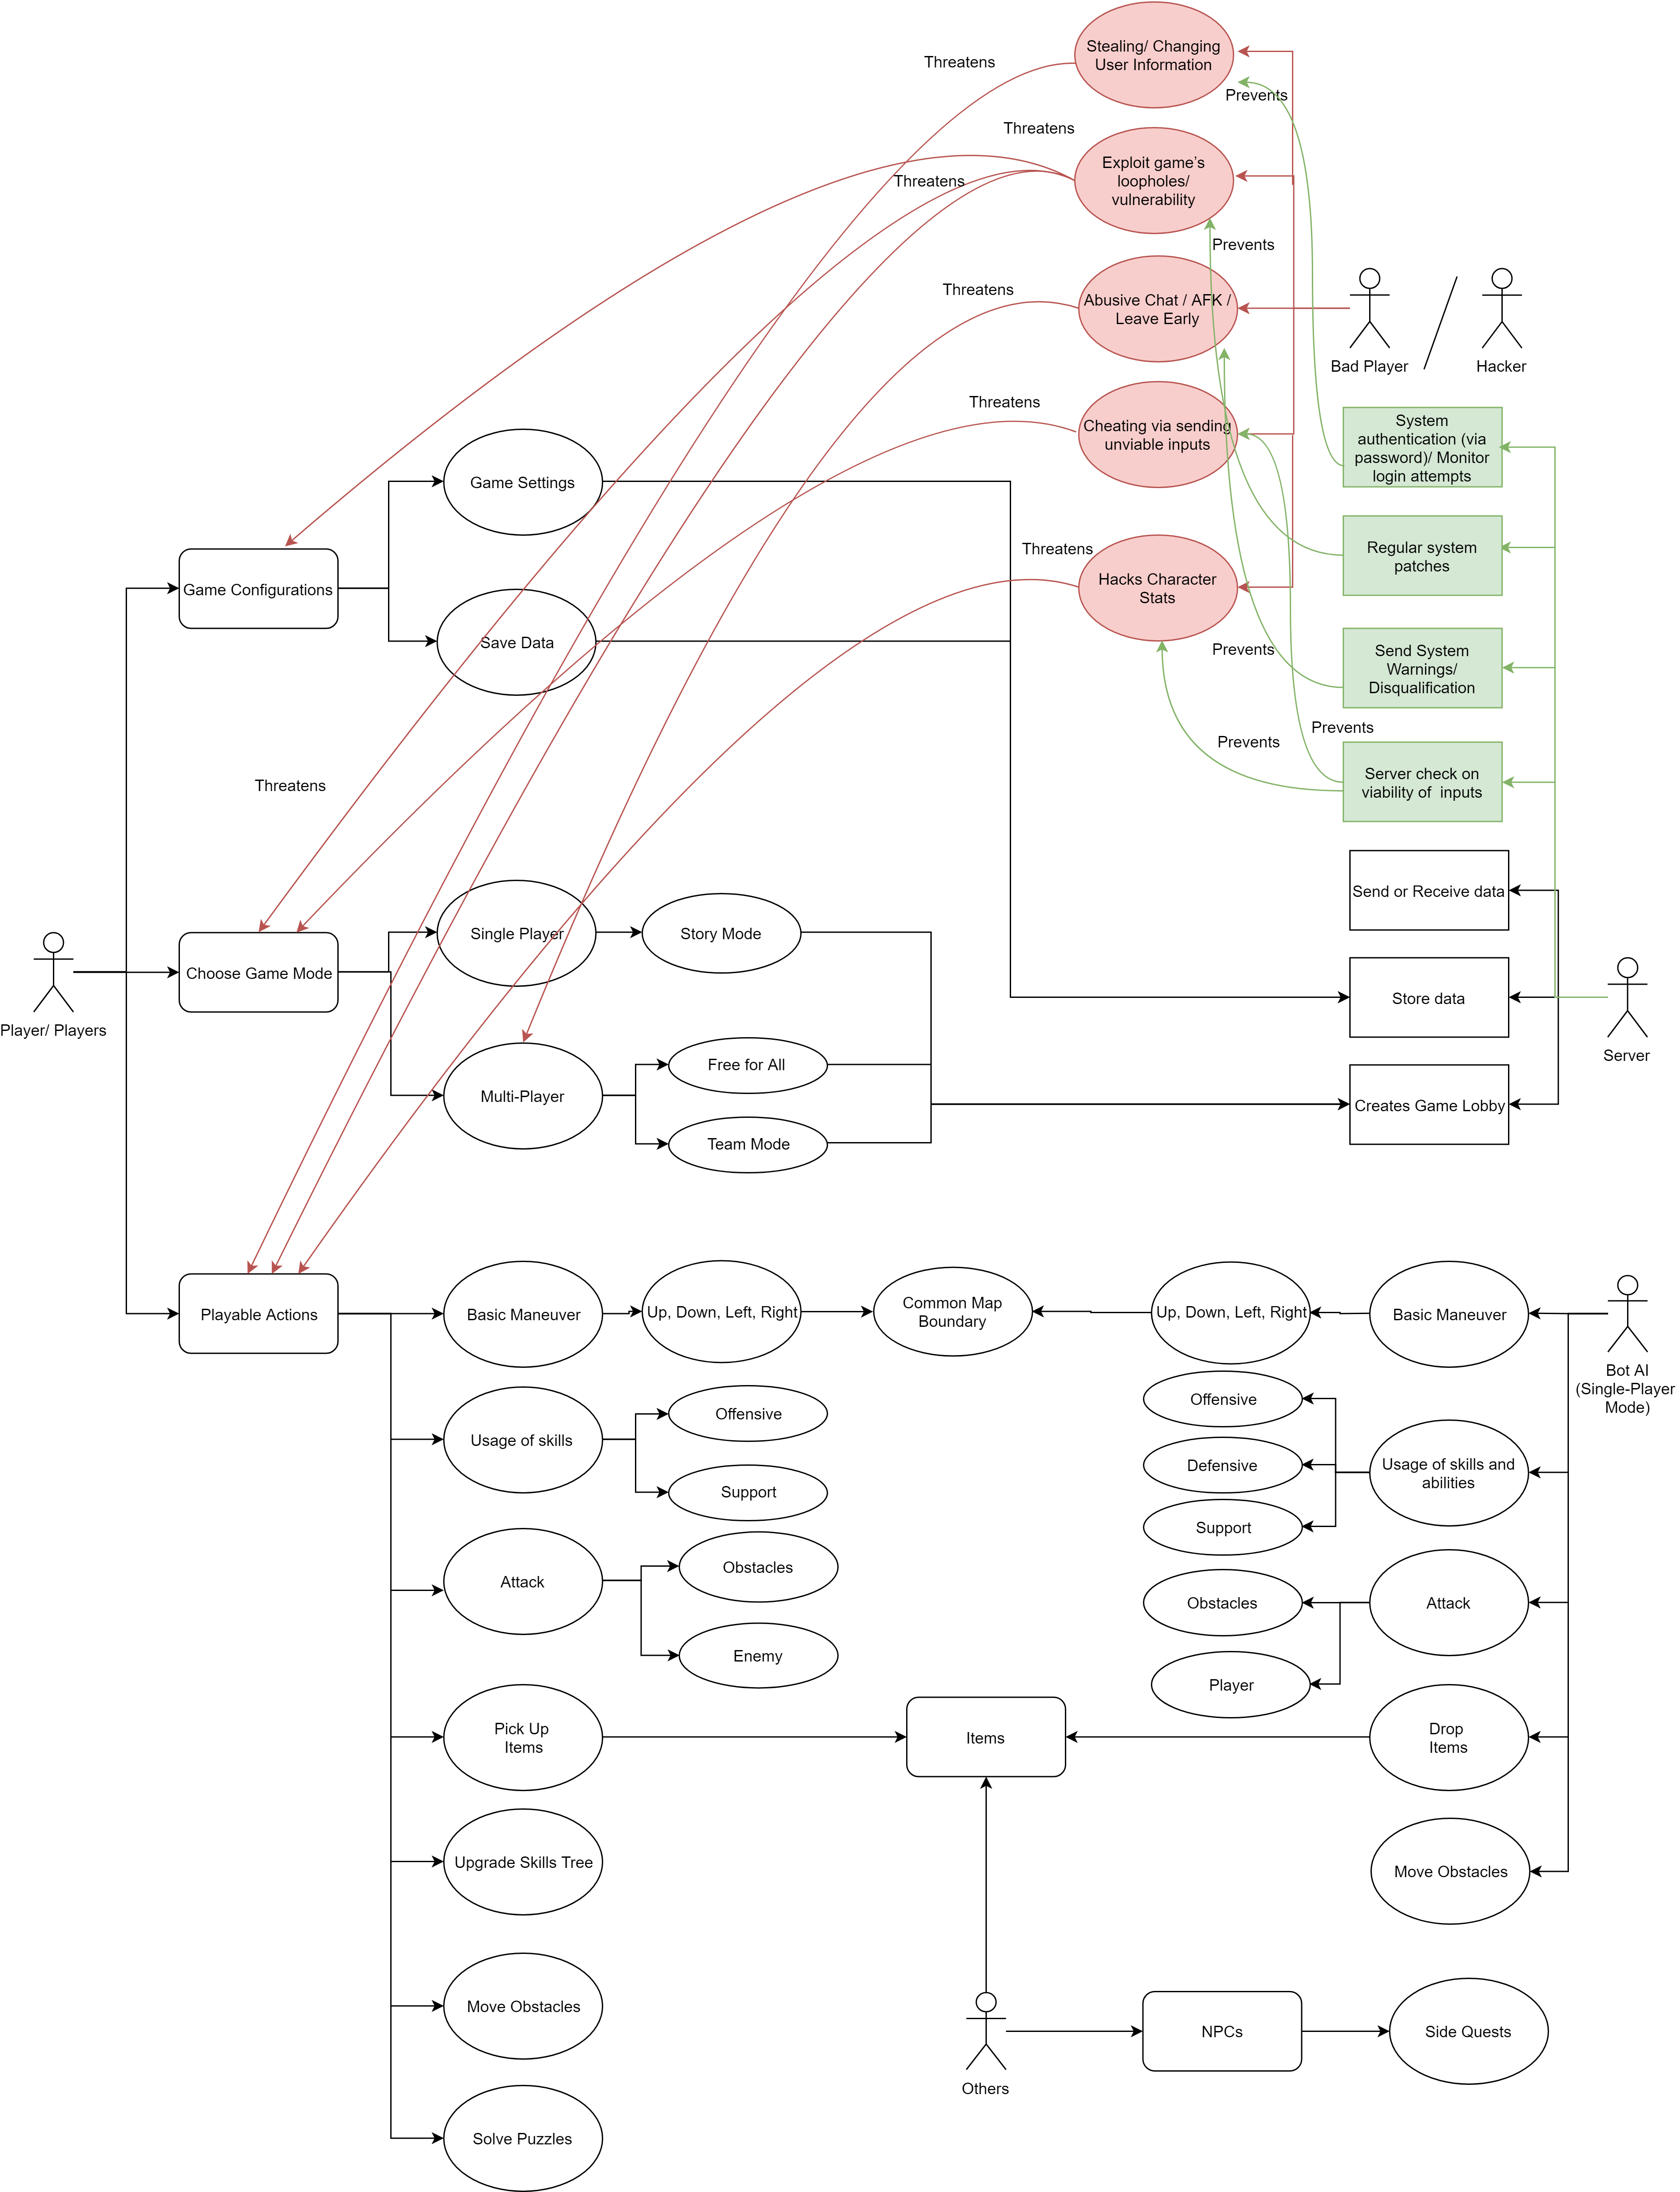 Stealing/ Changing
User Information
Threatens
Prevents
Threatens
Exploit game's
loopholes/
vulnerability
Threatens
Prevents
Threatens
Abusive Chat / AFK /
Leave Early
Bad Player
Hacker
Threatens
Cheating via sending
unviable inputs
System
authentication (via
password)/ Monitor
login attempts
Game Settings
Threatens
Hacks Character
Stats
Regular system
patches
Game Configurations
Save Data
Prevents
Send System
Warnings/
Disqualification
Prevents
Prevents
Server check on
viability of  inputs
Threatens
Send or Receive data
Single Player
Story Mode
Choose Game Mode
Player/ Players
Store data
Server
Free for All
Multi-Player
Creates Game Lobby
Team Mode
Playable Actions
Basic Maneuver
Up, Down, Left, Right
Common Map
Boundary
Up, Down, Left, Right
Basic Maneuver
Bot AI
(Single-Player
Mode)
Usage of skills
Offensive
Support
Offensive
Defensive
Support
Usage of skills and
abilities
Attack
Obstacles
Enemy
Obstacles
Player
Attack
Pick Up
Items
Items
Drop
Items
Upgrade Skills Tree
Move Obstacles
Move Obstacles
Others
NPCs
Side Quests
Solve Puzzles